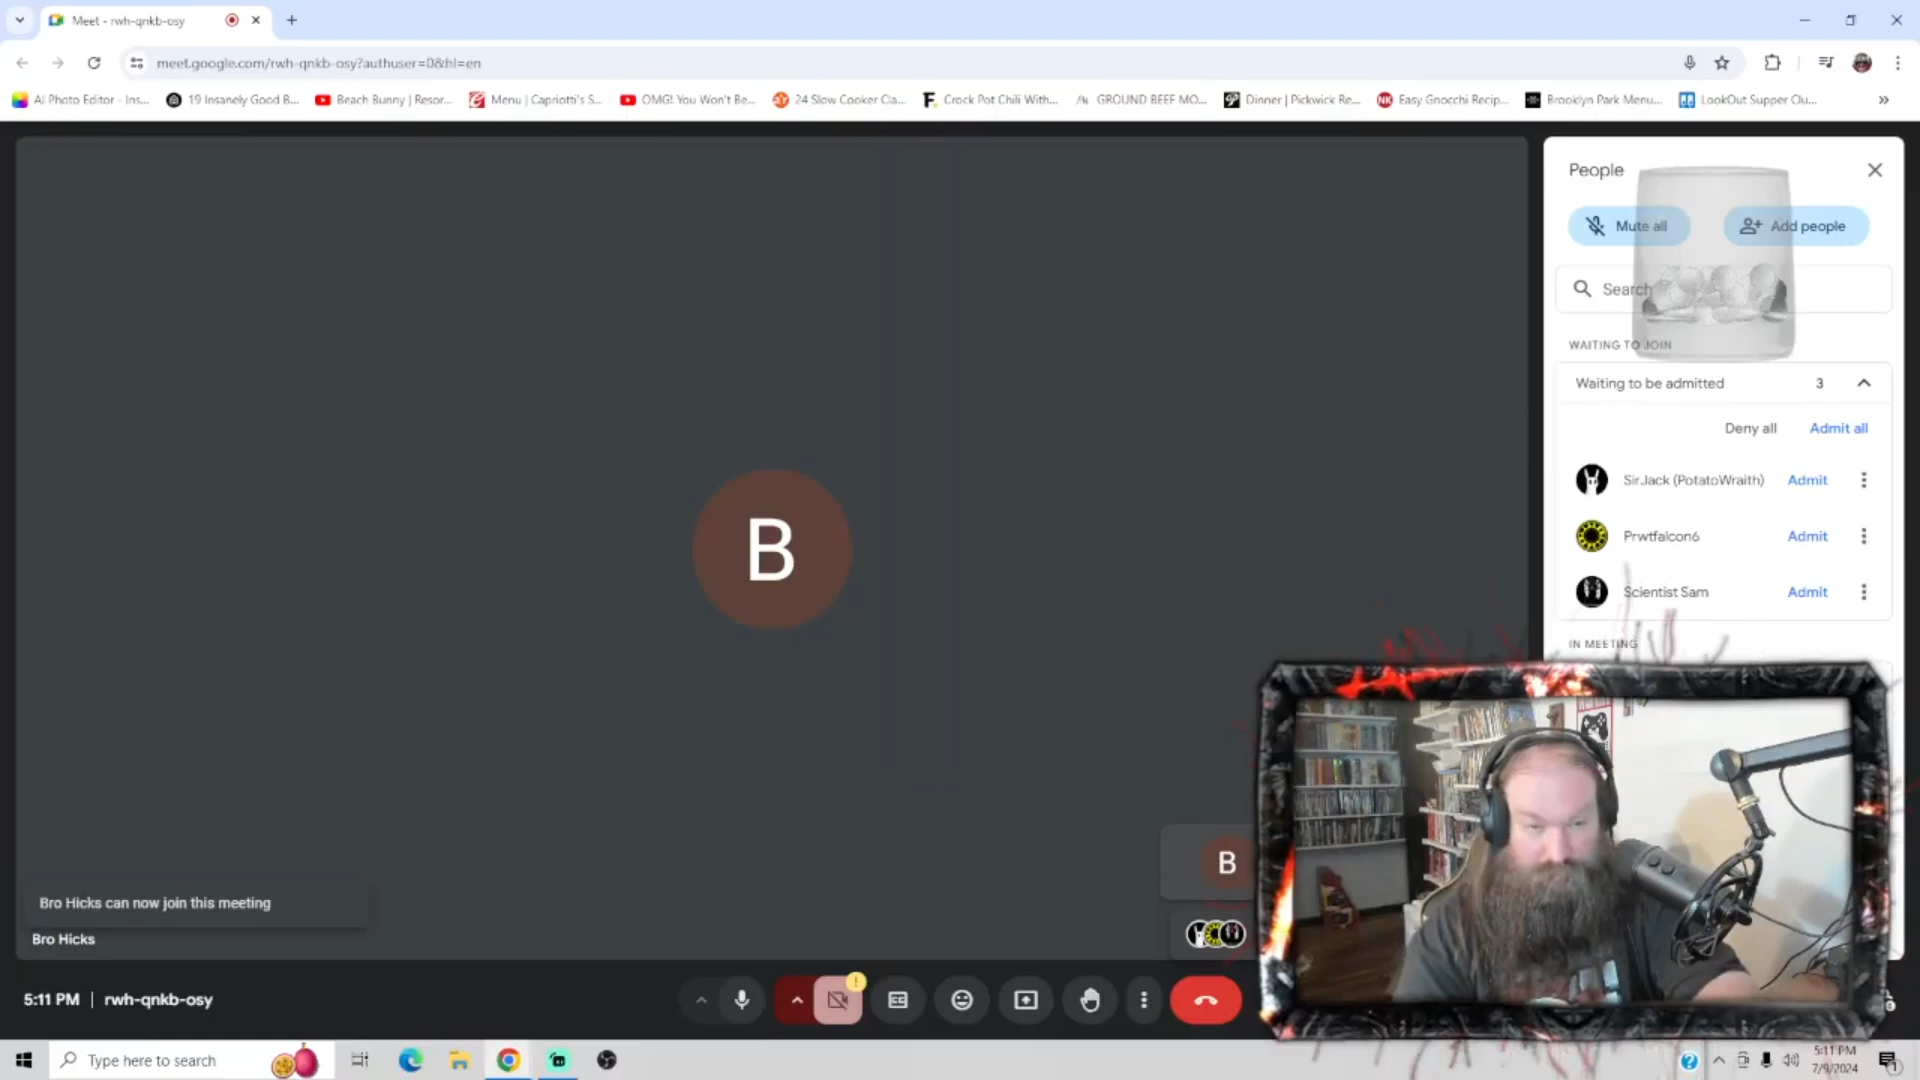 Meet - rwh-qnkb-osy
meet.google.com/rwh-qnkb-osy?authuser=0&hl=en
AI Photo Editor - Ins...
19 Insanely Good B...
Beach Bunny | Resor...
Menu | Capriotti's S...
OMG! You Won't Be...
24 Slow Cooker Cla...
Crock Pot Chili With...
GROUND BEEF MO...
Dinner | Pickwick Re...
Easy Gnocchi Recip...
Brooklyn Park Menu...
LookOut Supper Clu...
People
Mute all
Add people
Search
WAITING TO JOIN
Waiting to be admitted 3
Deny all Admit all
SirJack (PotatoWraith) Admit
Prwtfalcon6 Admit
Scientist Sam Admit
IN MEETING
B
B
Bro Hicks can now join this meeting
Bro Hicks
5:11 PM | rwh-qnkb-osy
Type here to search
5:11 PM
7/9/2024